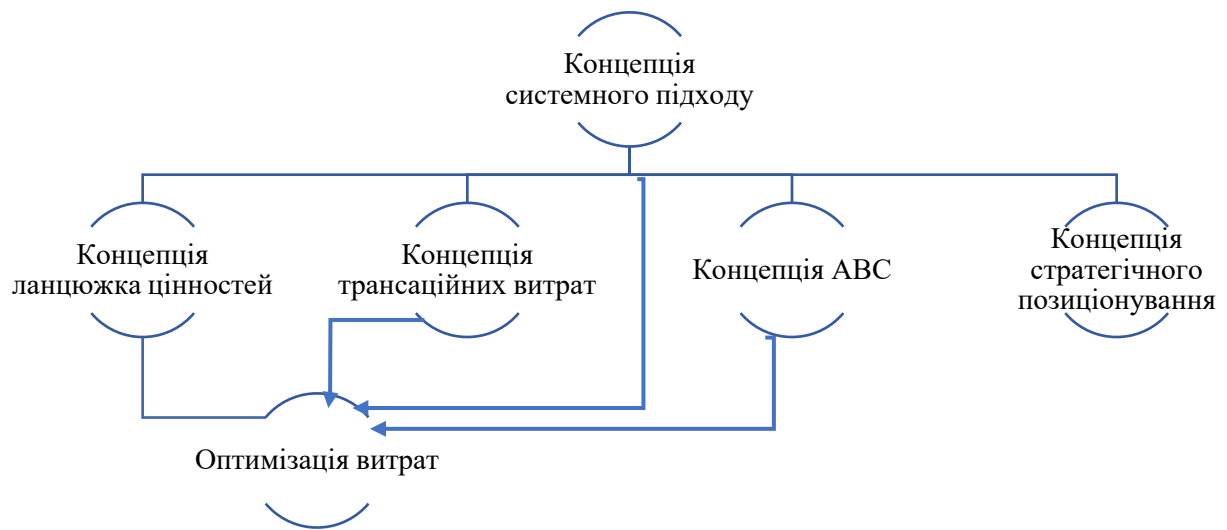 Концепція
системного підходу
Концепція
ланцюжка цінностей
Концепція
трансаційних витрат
Концепція АВС
Концепція
стратегічного
позиціонування
Оптимізація витрат